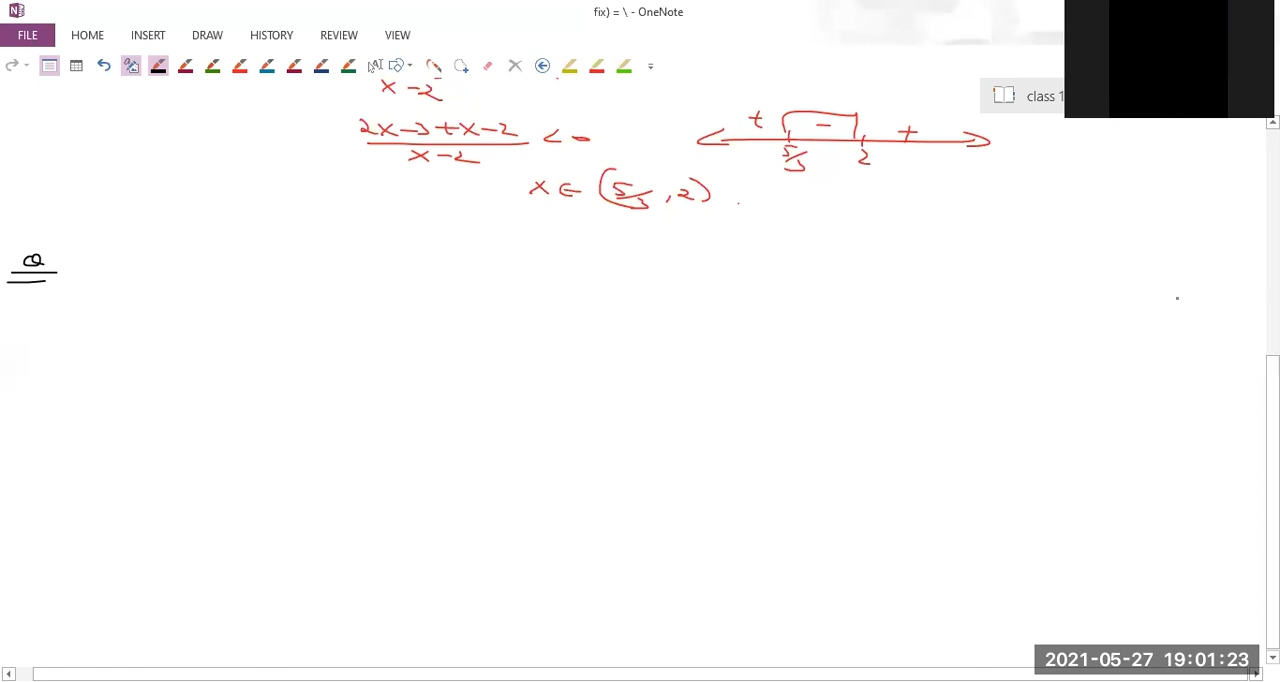 fix) = \ - OneNote
FILE HOME INSERT DRAW HISTORY REVIEW VIEW
class 1
x - 2
2x-3+x-2 < 0
x-2
+ - +
5/3 2
x ∈ (5/3, 2)
Q
2021-05-27 19:01:23